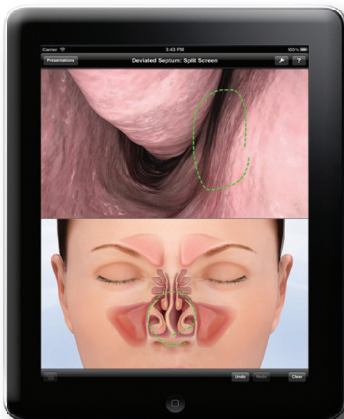 Carrier 3:43 PM 100%
Presentations Deviated Septum: Split Screen ?
Undo Redo Clear